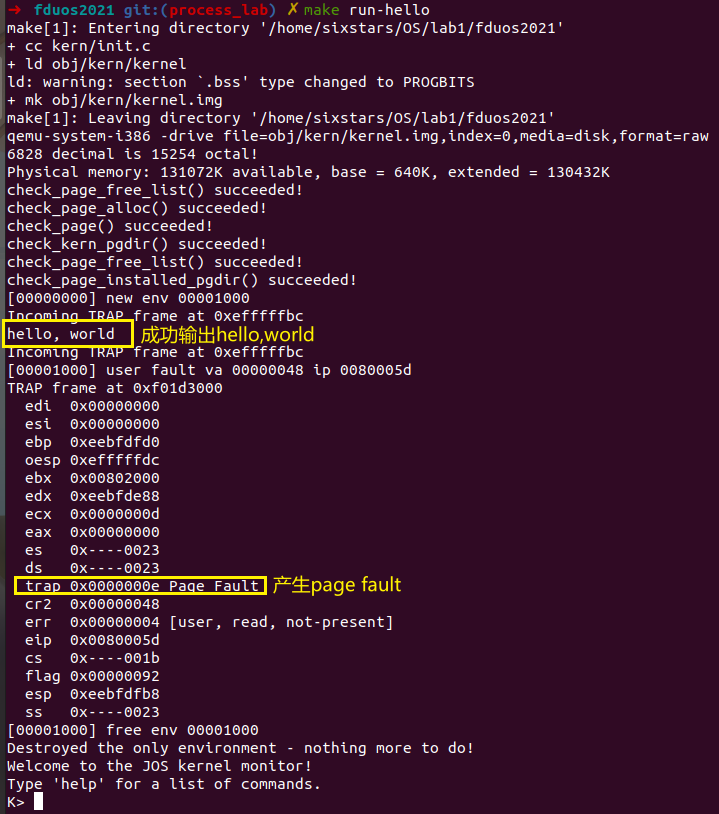 → fduos2021 git:(process_lab) ✗ make run-hello
make[1]: Entering directory '/home/sixstars/OS/lab1/fduos2021'
+ cc kern/init.c
+ ld obj/kern/kernel
ld: warning: section `.bss' type changed to PROGBITS
+ mk obj/kern/kernel.img
make[1]: Leaving directory '/home/sixstars/OS/lab1/fduos2021'
qemu-system-i386 -drive file=obj/kern/kernel.img,index=0,media=disk,format=raw
6828 decimal is 15254 octal!
Physical memory: 131072K available, base = 640K, extended = 130432K
check_page_free_list() succeeded!
check_page_alloc() succeeded!
check_page() succeeded!
check_kern_pgdir() succeeded!
check_page_free_list() succeeded!
check_page_installed_pgdir() succeeded!
[00000000] new env 00001000
Incoming TRAP frame at 0xefffffbc
hello, world 成功输出hello,world
Incoming TRAP frame at 0xefffffbc
[00001000] user fault va 00000048 ip 0080005d
TRAP frame at 0xf01d3000
edi 0x00000000
esi 0x00000000
ebp 0xeebfdfd0
oesp 0xefffffdc
ebx 0x00802000
edx 0xeebfde88
ecx 0x0000000d
eax 0x00000000
es 0x----0023
ds 0x----0023
trap 0x0000000e Page Fault 产生page fault
cr2 0x00000048
err 0x00000004 [user, read, not-present]
eip 0x0080005d
cs 0x----001b
flag 0x00000092
esp 0xeebfdfb8
ss 0x----0023
[00001000] free env 00001000
Destroyed the only environment - nothing more to do!
Welcome to the JOS kernel monitor!
Type 'help' for a list of commands.
K>